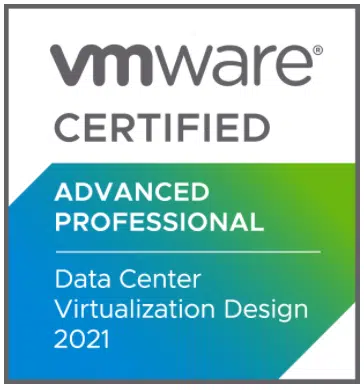 vmware®
CERTIFIED
ADVANCED
PROFESSIONAL
Data Center
Virtualization Design
2021